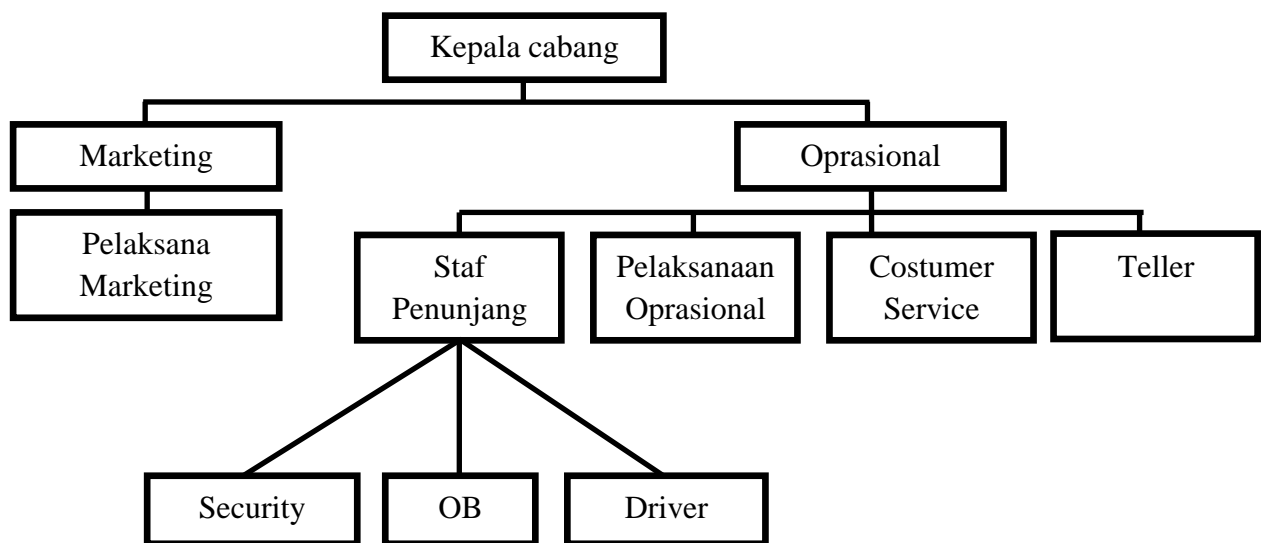 Kepala cabang
Marketing
Oprasional
Pelaksana
Marketing
Staf
Penunjang
Pelaksanaan
Oprasional
Costumer
Service
Teller
Security
OB
Driver